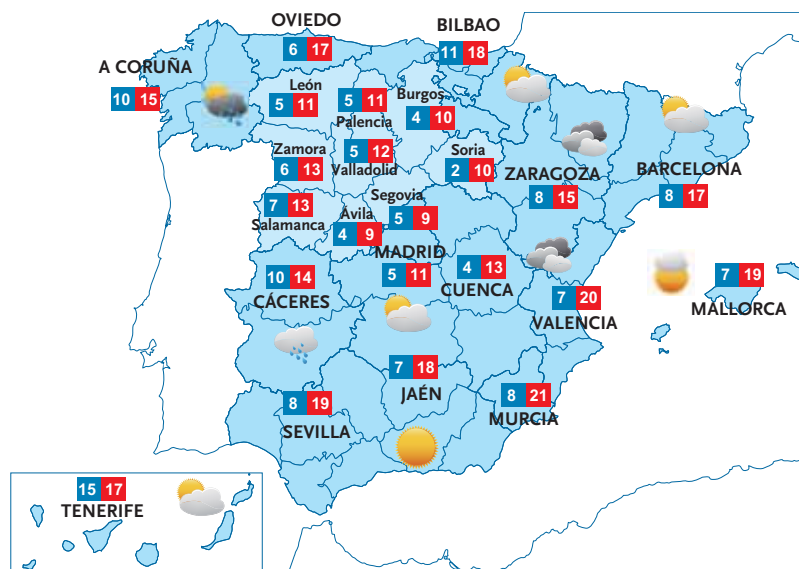 OVIEDO
6 17
BILBAO
11 18
A CORUÑA
10 15
León
5 11
5 11
Palencia
Burgos
4 10
Zamora
6 13
5 12
Valladolid
Soria
2 10
ZARAGOZA
8 15
BARCELONA
8 17
7 13
Salamanca
Ávila
4 9
Segovia
5 9
MADRID
5 11
4 13
CUENCA
10 14
CÁCERES
7 20
VALENCIA
7 19
MALLORCA
7 18
JAÉN
8 19
SEVILLA
8 21
MURCIA
15 17
TENERIFE